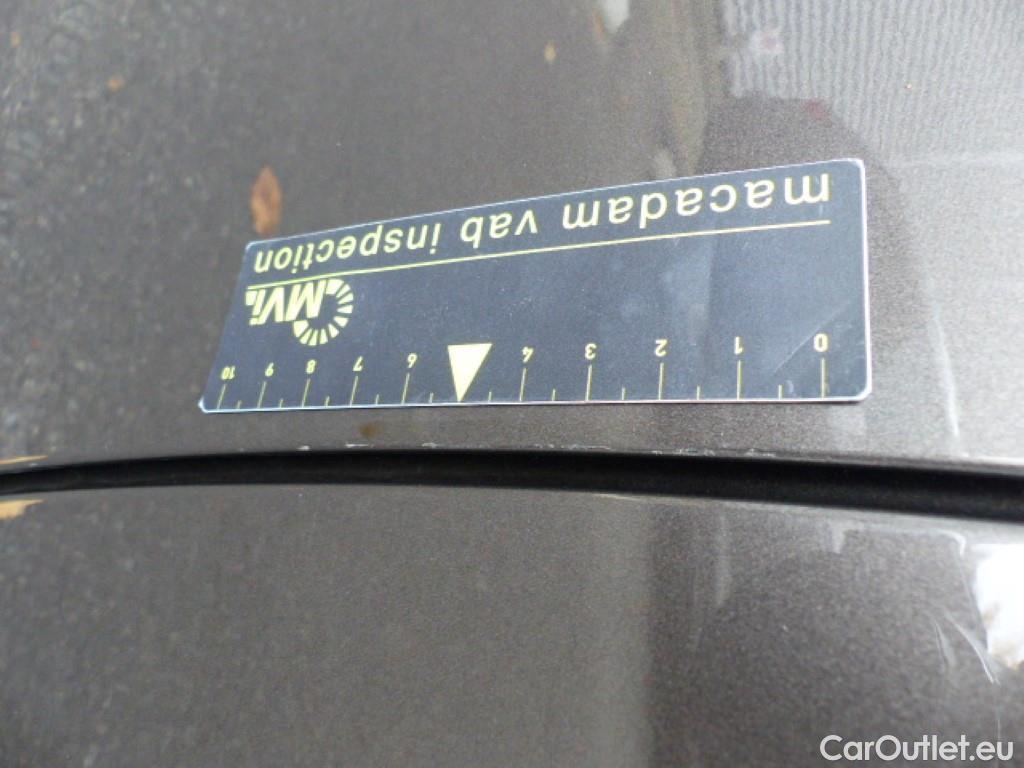 macadam vab inspection
MVi
0 1 2 3 4 6 7 8 9 10
CarOutlet.eu